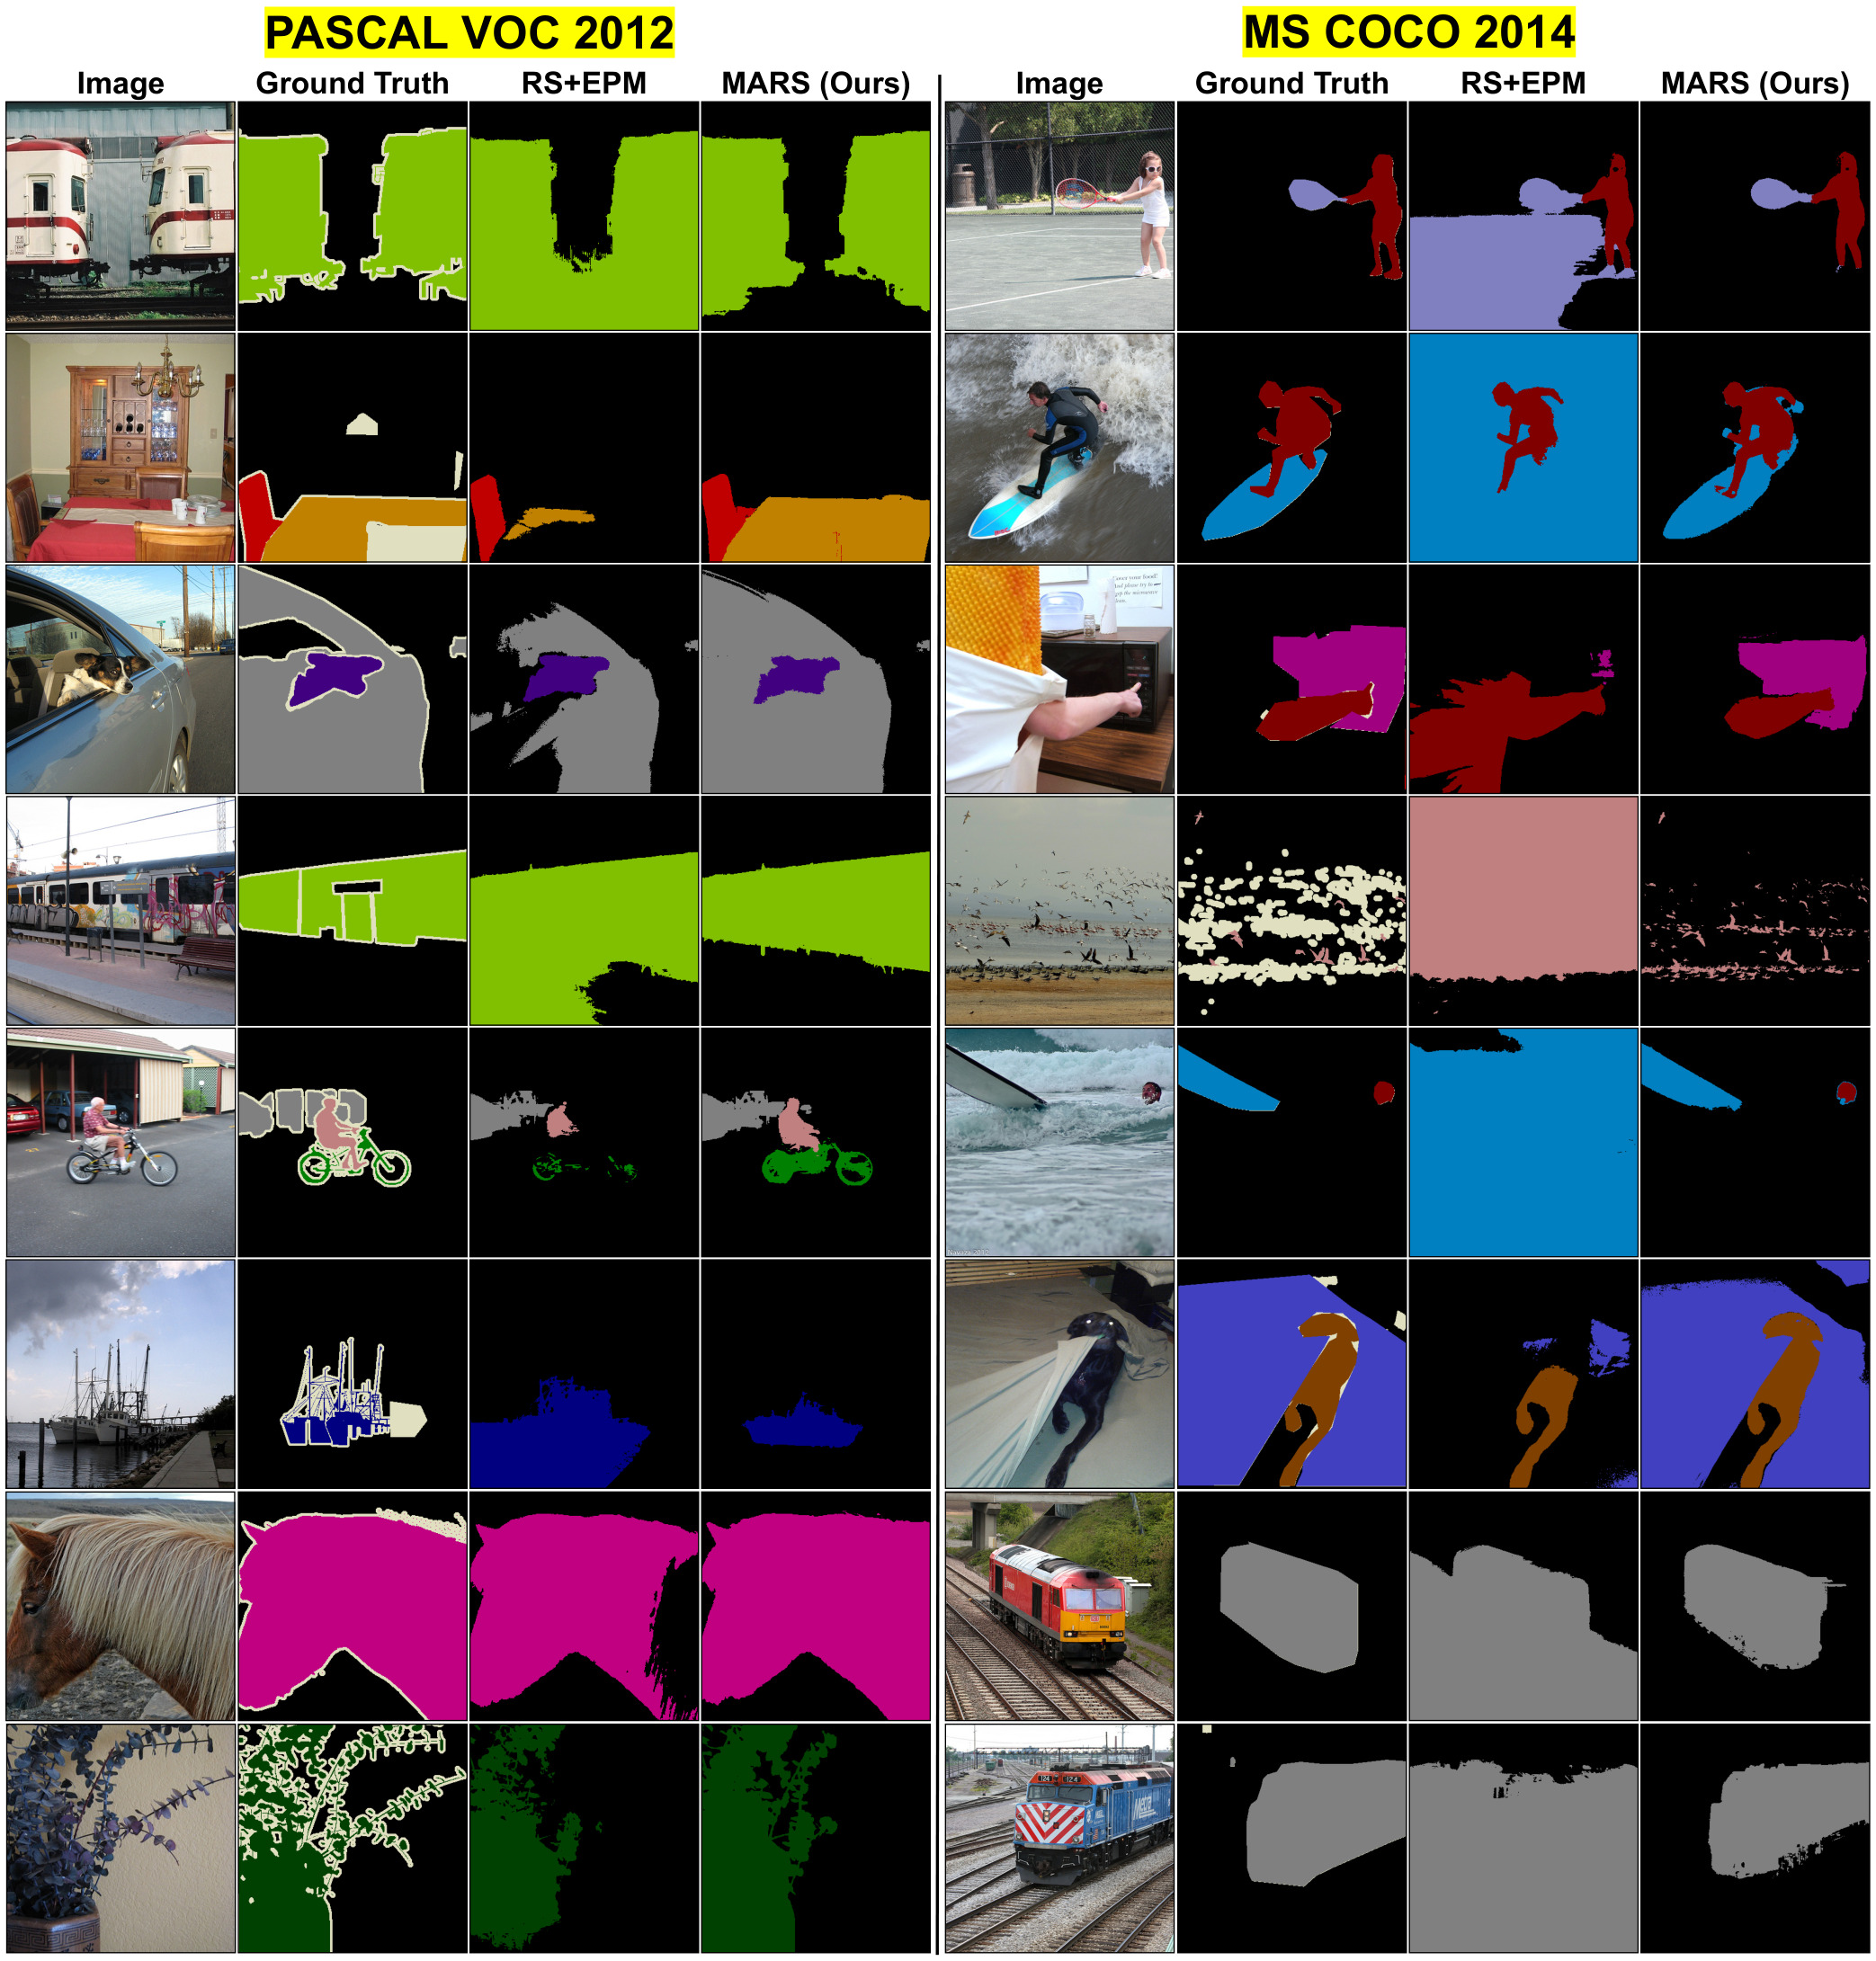 PASCAL VOC 2012
MS COCO 2014
Image
Ground Truth
RS+EPM
MARS (Ours)
Image
Ground Truth
RS+EPM
MARS (Ours)
Metra